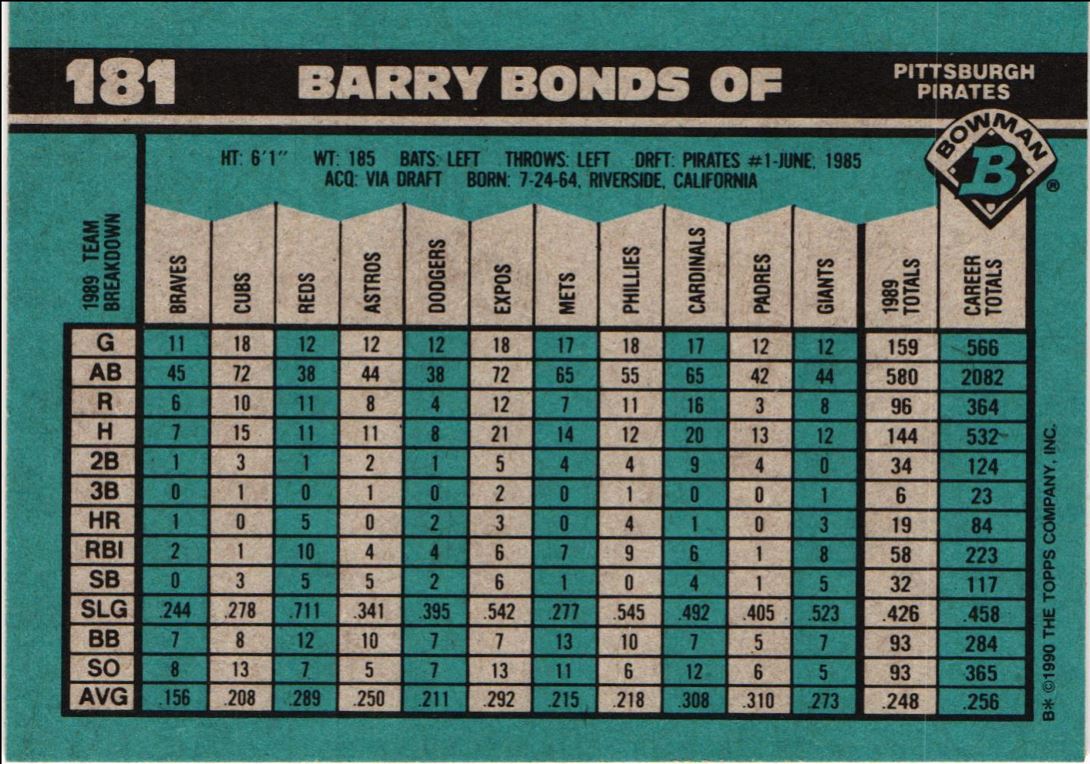 181 BARRY BONDS OF PITTSBURGH
PIRATES
BOWMAN
B ®
HT: 6'1" WT: 185 BATS: LEFT THROWS: LEFT DRFT: PIRATES #1-JUNE, 1985
ACQ: VIA DRAFT BORN: 7-24-64, RIVERSIDE, CALIFORNIA
1989 TEAM BREAKDOWN BRAVES CUBS REDS ASTROS DODGERS EXPOS METS PHILLIES CARDINALS PADRES GIANTS 1989 TOTALS CAREER TOTALS
G 11 18 12 12 12 18 17 18 17 12 12 159 566
AB 45 72 38 44 38 72 65 55 65 42 44 580 2082
R 6 10 11 8 4 12 7 11 16 3 8 96 364
H 7 15 11 11 8 21 14 12 20 13 12 144 532
2B 1 3 1 2 1 5 4 4 9 4 0 34 124
3B 0 1 0 1 0 2 0 1 0 0 1 6 23
HR 1 0 5 0 2 3 0 4 1 0 3 19 84
RBI 2 1 10 4 4 6 7 9 6 1 8 58 223
SB 0 3 5 5 2 6 1 0 4 1 5 32 117
SLG .244 .278 .711 .341 .395 .542 .277 .545 .492 .405 .523 .426 .458
BB 7 8 12 10 7 7 13 10 7 5 7 93 284
SO 8 13 7 5 7 13 11 6 12 6 5 93 365
AVG .156 .208 .289 .250 .211 .292 .215 .218 .308 .310 .273 .248 .256
B* ©1990 THE TOPPS COMPANY, INC.